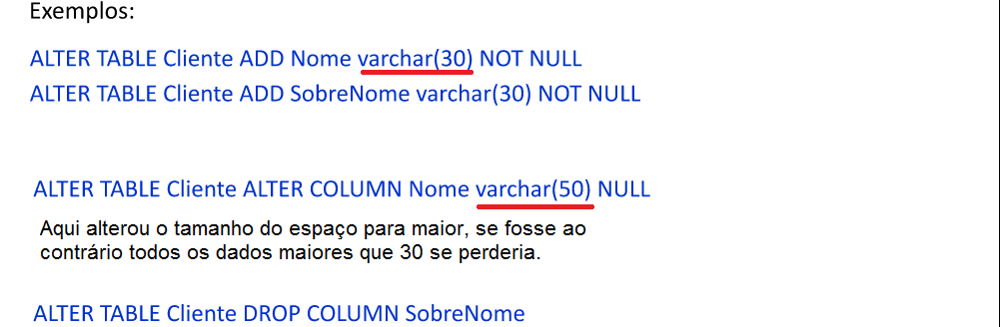 Exemplos:
ALTER TABLE Cliente ADD Nome varchar(30) NOT NULL
ALTER TABLE Cliente ADD SobreNome varchar(30) NOT NULL
ALTER TABLE Cliente ALTER COLUMN Nome varchar(50) NULL
Aqui alterou o tamanho do espaço para maior, se fosse ao
contrário todos os dados maiores que 30 se perderia.
ALTER TABLE Cliente DROP COLUMN SobreNome